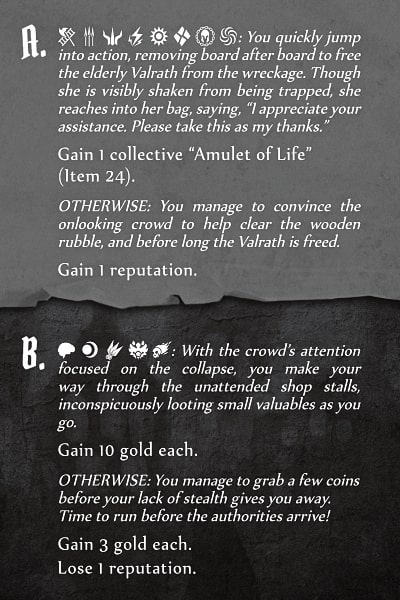 A.
: You quickly jump
into action, removing board after board to free
the elderly Valrath from the wreckage. Though
she is visibly shaken from being trapped, she
reaches into her bag, saying, “I appreciate your
assistance. Please take this as my thanks.”
Gain 1 collective “Amulet of Life”
(Item 24).
OTHERWISE: You manage to convince the
onlooking crowd to help clear the wooden
rubble, and before long the Valrath is freed.
Gain 1 reputation.
B.
: With the crowd’s attention
focused on the collapse, you make your
way through the unattended shop stalls,
inconspicuously looting small valuables as you
go.
Gain 10 gold each.
OTHERWISE: You manage to grab a few coins
before your lack of stealth gives you away.
Time to run before the authorities arrive!
Gain 3 gold each.
Lose 1 reputation.